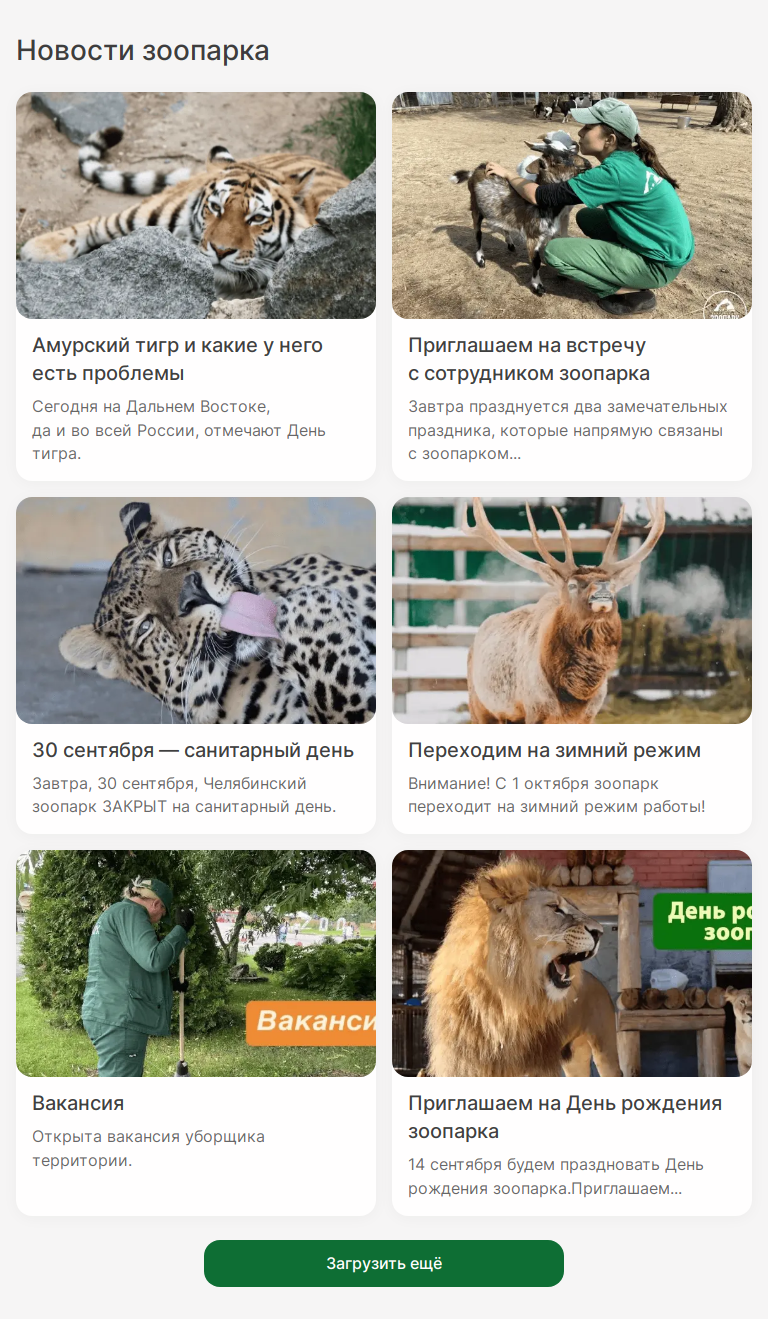 Новости зоопарка
Амурский тигр и какие у него
есть проблемы
Сегодня на Дальнем Востоке,
да и во всей России, отмечают День
тигра.
Приглашаем на встречу
с сотрудником зоопарка
Завтра празднуется два замечательных
праздника, которые напрямую связаны
с зоопарком...
30 сентября — санитарный день
Завтра, 30 сентября, Челябинский
зоопарк ЗАКРЫТ на санитарный день.
Переходим на зимний режим
Внимание! С 1 октября зоопарк
переходит на зимний режим работы!
Ваканси
Вакансия
Открыта вакансия уборщика
территории.
День ро
зооп
Приглашаем на День рождения
зоопарка
14 сентября будем праздновать День
рождения зоопарка.Приглашаем...
Загрузить ещё